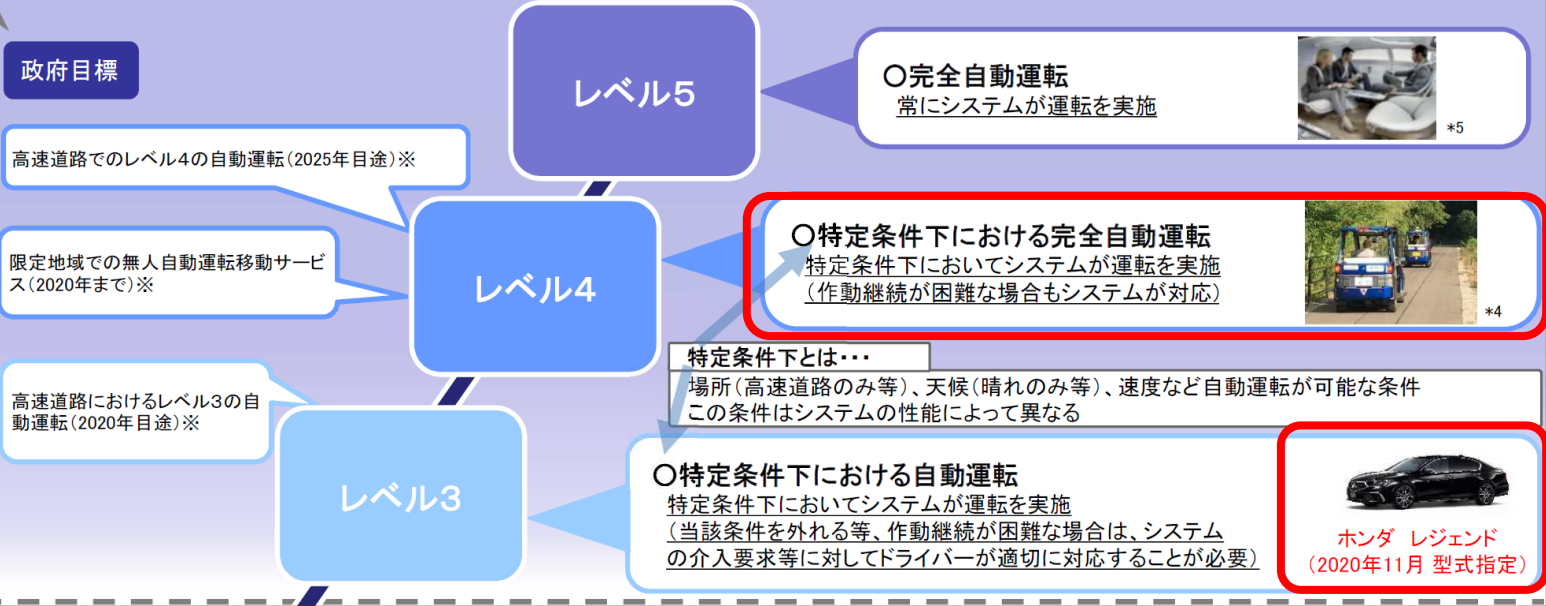 政府目標
レベル5
〇完全自動運転
常にシステムが運転を実施
*5
高速道路でのレベル4の自動運転(2025年目途)※
限定地域での無人自動運転移動サービ
ス(2020年まで)※
レベル4
〇特定条件下における完全自動運転
特定条件下においてシステムが運転を実施
(作動継続が困難な場合もシステムが対応)
*4
特定条件下とは・・・
場所(高速道路のみ等)、天候(晴れのみ等)、速度など自動運転が可能な条件
この条件はシステムの性能によって異なる
高速道路におけるレベル3の自
動運転(2020年目途)※
レベル3
〇特定条件下における自動運転
特定条件下においてシステムが運転を実施
(当該条件を外れる等、作動継続が困難な場合は、システム
の介入要求等に対してドライバーが適切に対応することが必要)
ホンダ レジェンド
(2020年11月 型式指定)